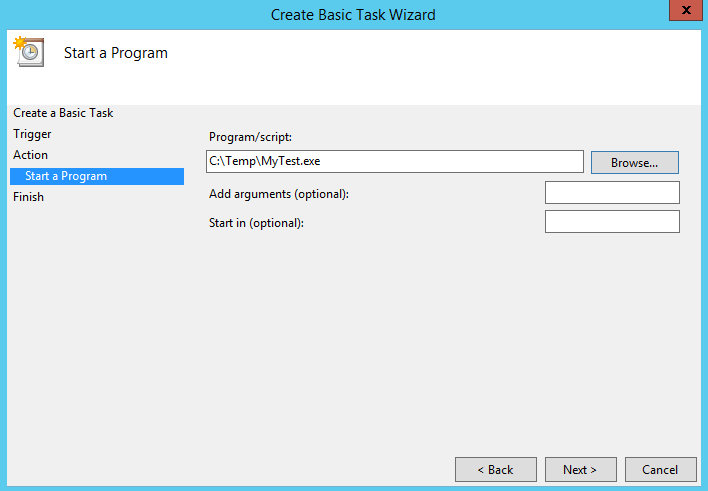 Create Basic Task Wizard
x
Start a Program
Create a Basic Task
Trigger
Action
Start a Program
Finish
Program/script:
C:\Temp\MyTest.exe
Browse...
Add arguments (optional):
Start in (optional):
< Back
Next >
Cancel